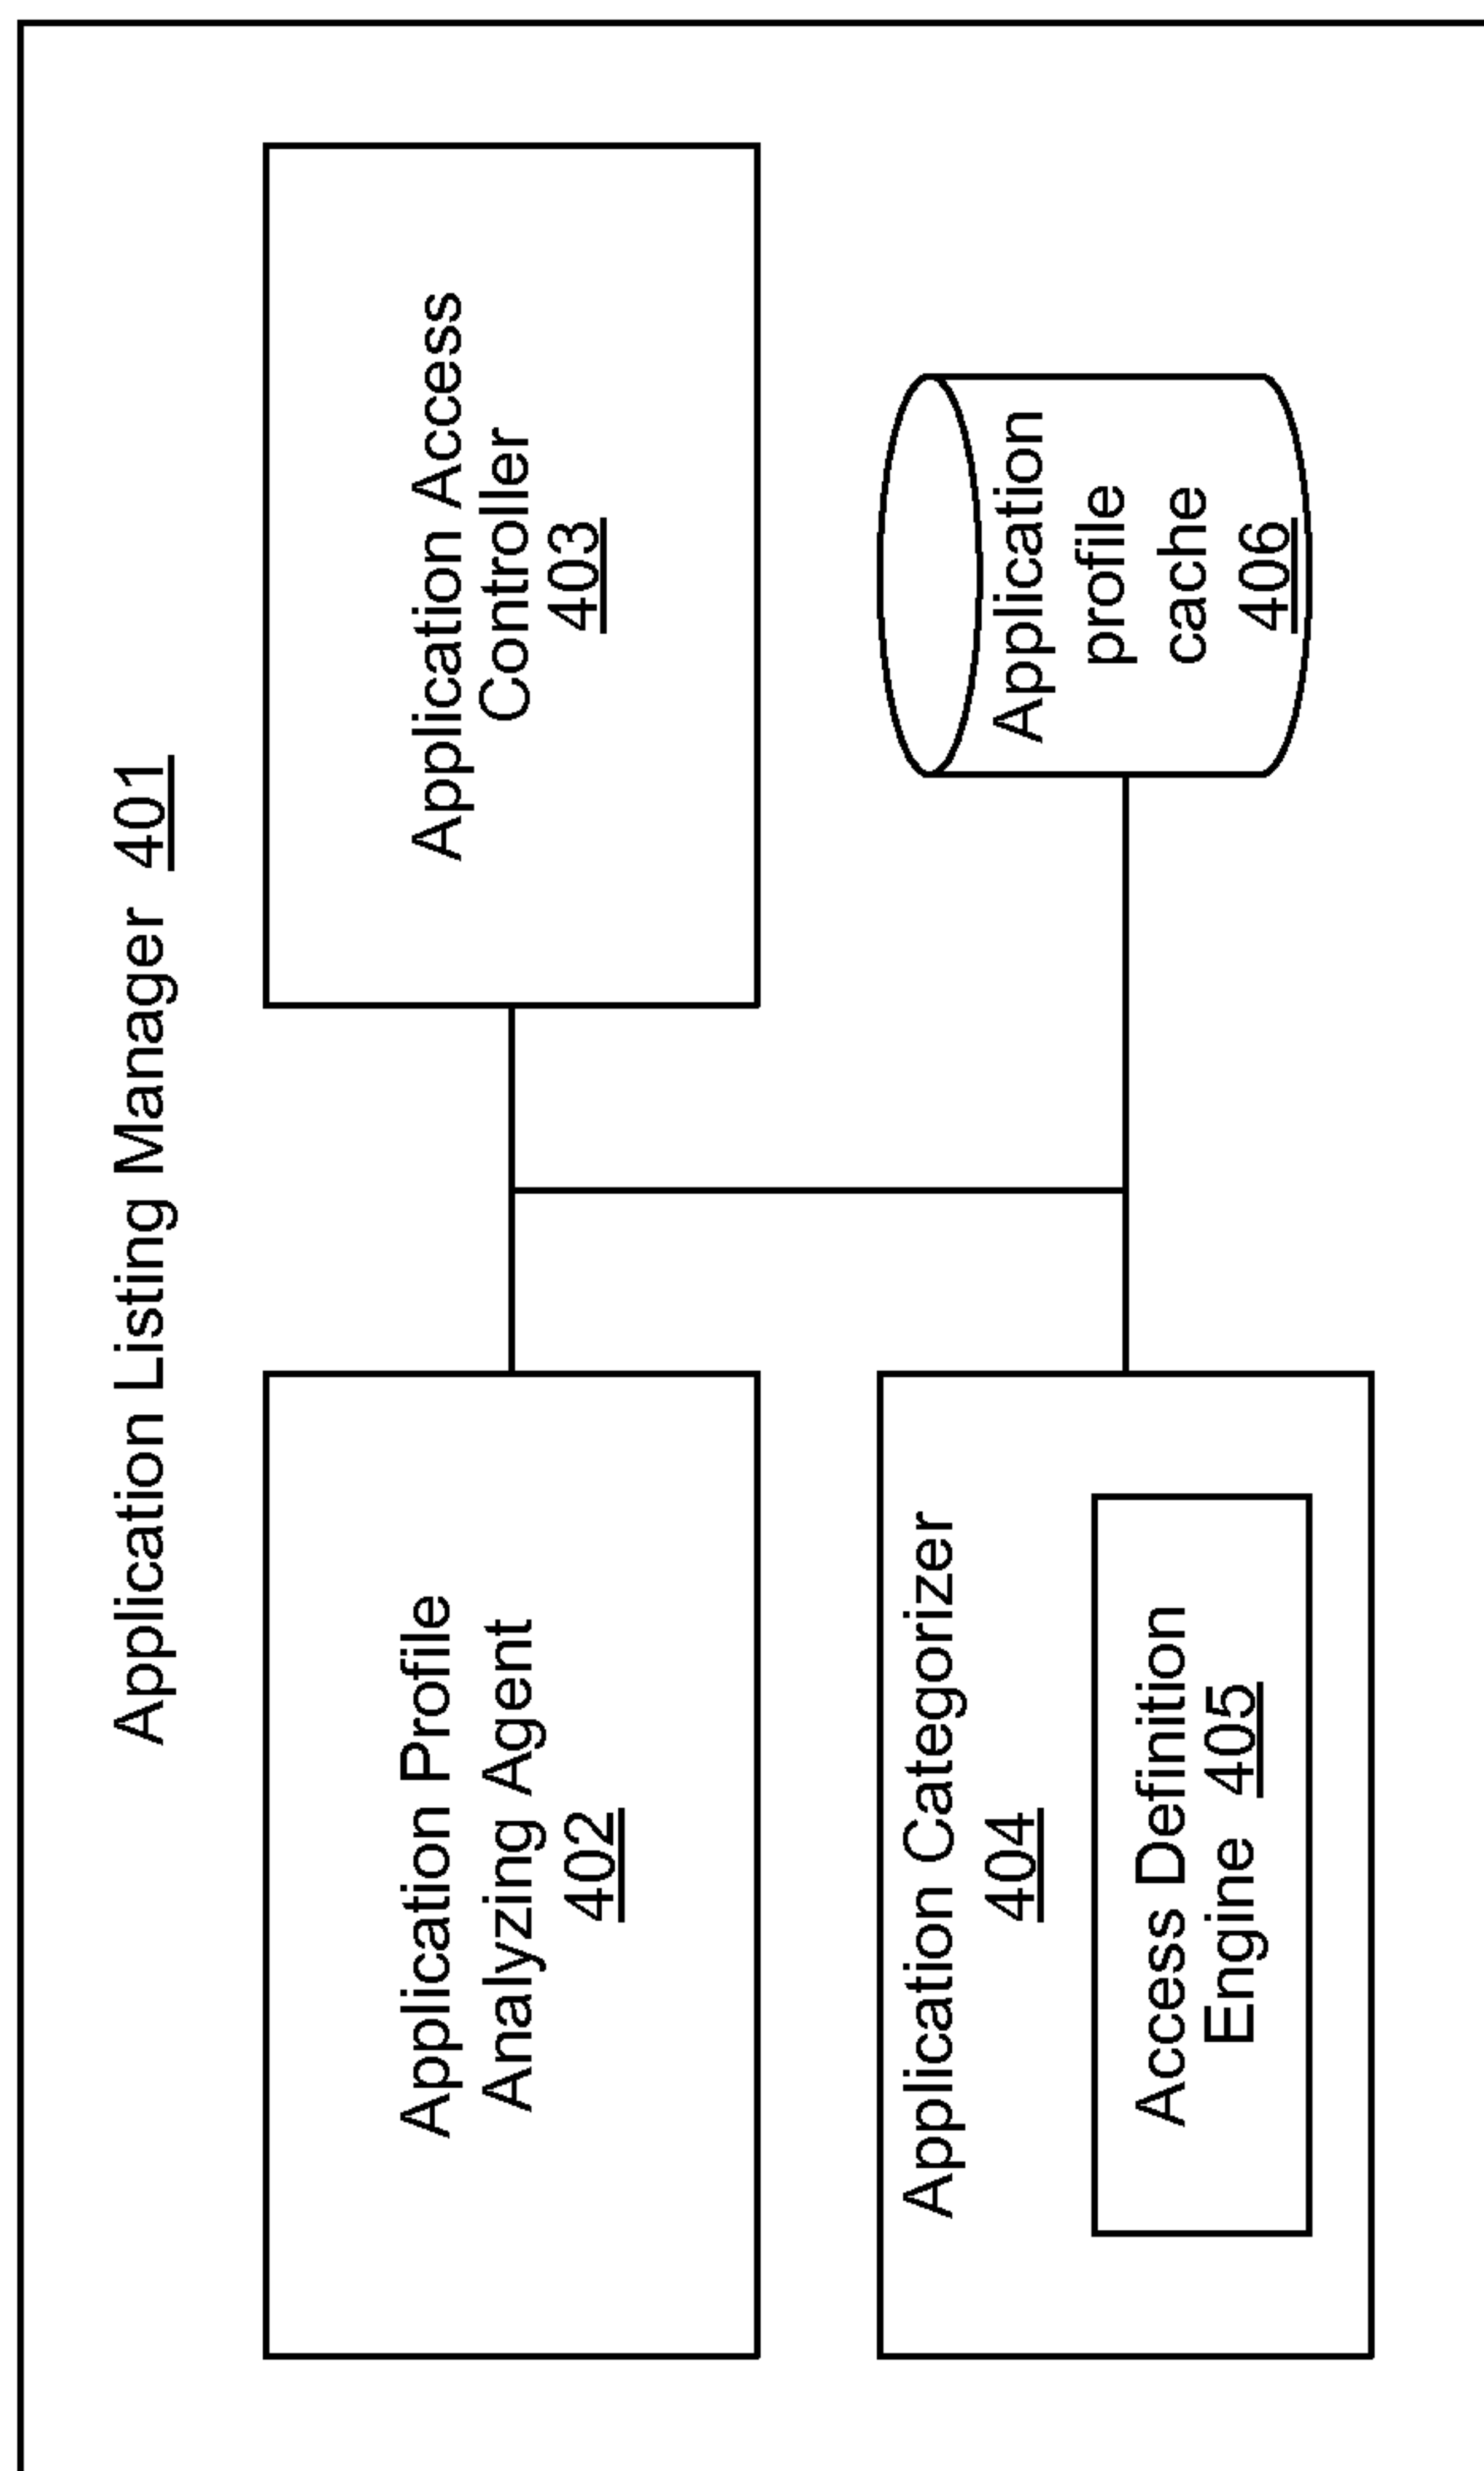 Application Listing Manager 401
Application Profile
Analyzing Agent
402
Application Access
Controller
403
Application Categorizer
404
Access Definition
Engine 405
Application
profile
cache
406